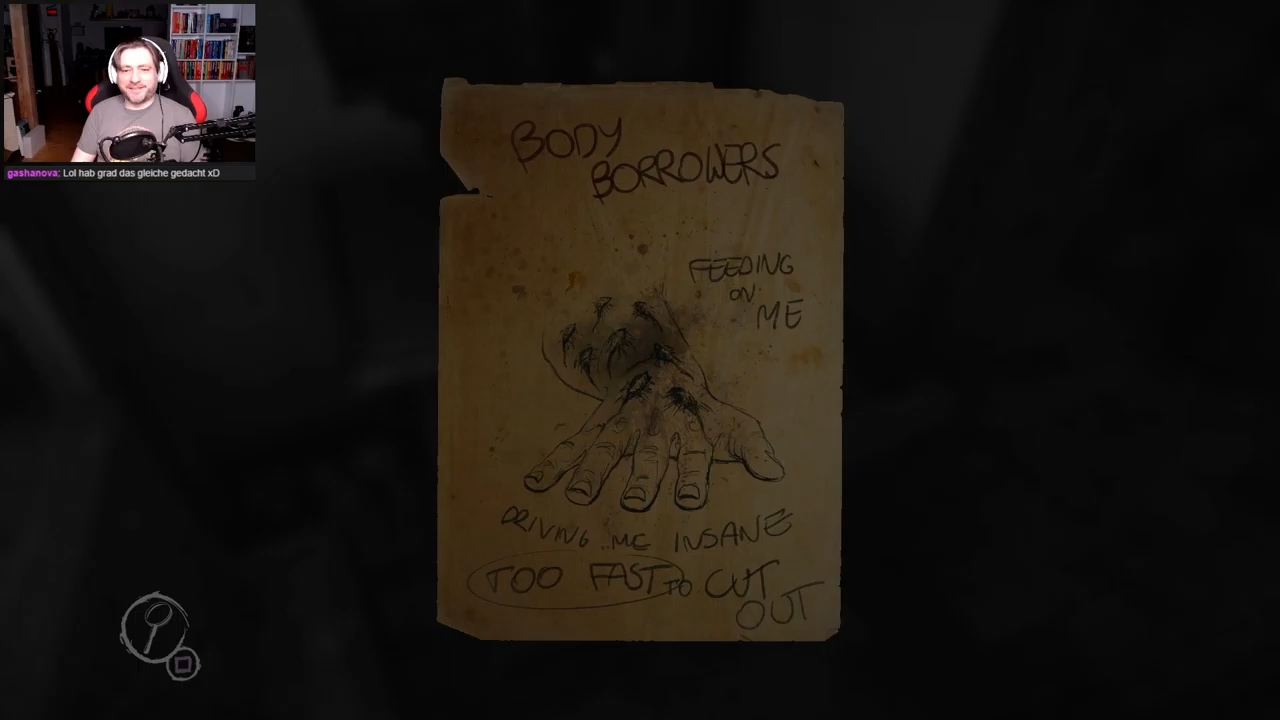 gashanova: Lol hab grad das gleiche gedacht xD
BODY
BORROWERS
FEEDING
ON
ME
DRIVING ME INSANE
TOO FAST TO CUT
OUT